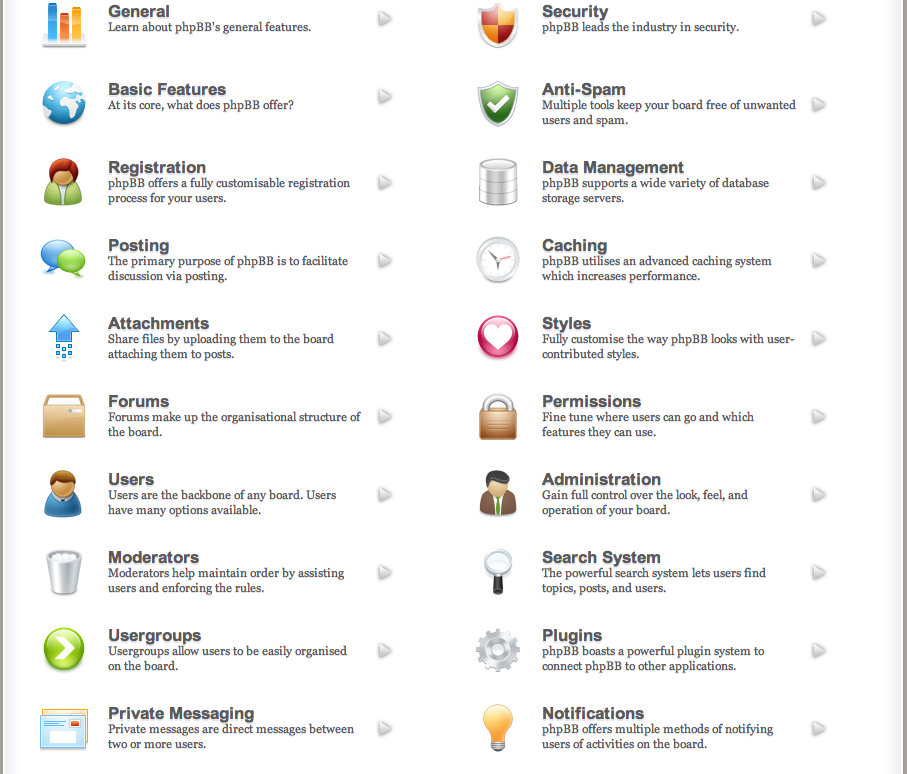 General
Learn about phpBB's general features.
Basic Features
At its core, what does phpBB offer?
Registration
phpBB offers a fully customisable registration
process for your users.
Posting
The primary purpose of phpBB is to facilitate
discussion via posting.
Attachments
Share files by uploading them to the board
attaching them to posts.
Forums
Forums make up the organisational structure of
the board.
Users
Users are the backbone of any board. Users
have many options available.
Moderators
Moderators help maintain order by assisting
users and enforcing the rules.
Usergroups
Usergroups allow users to be easily organised
on the board.
Private Messaging
Private messages are direct messages between
two or more users.
Security
phpBB leads the industry in security.
Anti-Spam
Multiple tools keep your board free of unwanted
users and spam.
Data Management
phpBB supports a wide variety of database
storage servers.
Caching
phpBB utilises an advanced caching system
which increases performance.
Styles
Fully customise the way phpBB looks with user-
contributed styles.
Permissions
Fine tune where users can go and which
features they can use.
Administration
Gain full control over the look, feel, and
operation of your board.
Search System
The powerful search system lets users find
topics, posts, and users.
Plugins
phpBB boasts a powerful plugin system to
connect phpBB to other applications.
Notifications
phpBB offers multiple methods of notifying
users of activities on the board.